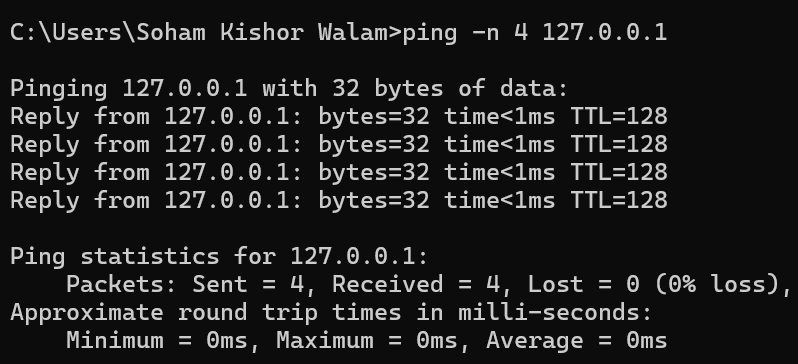 C:\Users\Soham Kishor Walam>ping -n 4 127.0.0.1
Pinging 127.0.0.1 with 32 bytes of data:
Reply from 127.0.0.1: bytes=32 time<1ms TTL=128
Reply from 127.0.0.1: bytes=32 time<1ms TTL=128
Reply from 127.0.0.1: bytes=32 time<1ms TTL=128
Reply from 127.0.0.1: bytes=32 time<1ms TTL=128
Ping statistics for 127.0.0.1:
    Packets: Sent = 4, Received = 4, Lost = 0 (0% loss),
Approximate round trip times in milli-seconds:
    Minimum = 0ms, Maximum = 0ms, Average = 0ms